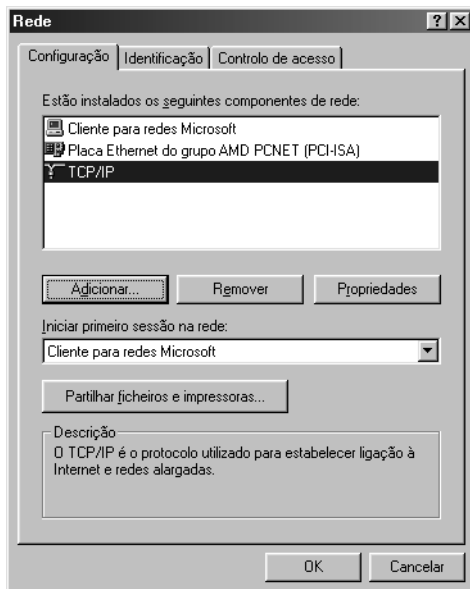 Rede
Configuração Identificação Controlo de acesso
Estão instalados os seguintes componentes de rede:
Cliente para redes Microsoft
Placa Ethernet do grupo AMD PCNET (PCI-ISA)
TCP/IP
Adicionar... Remover Propriedades
Iniciar primeiro sessão na rede:
Cliente para redes Microsoft
Partilhar ficheiros e impressoras...
Descrição
O TCP/IP é o protocolo utilizado para estabelecer ligação à
Internet e redes alargadas.
OK Cancelar